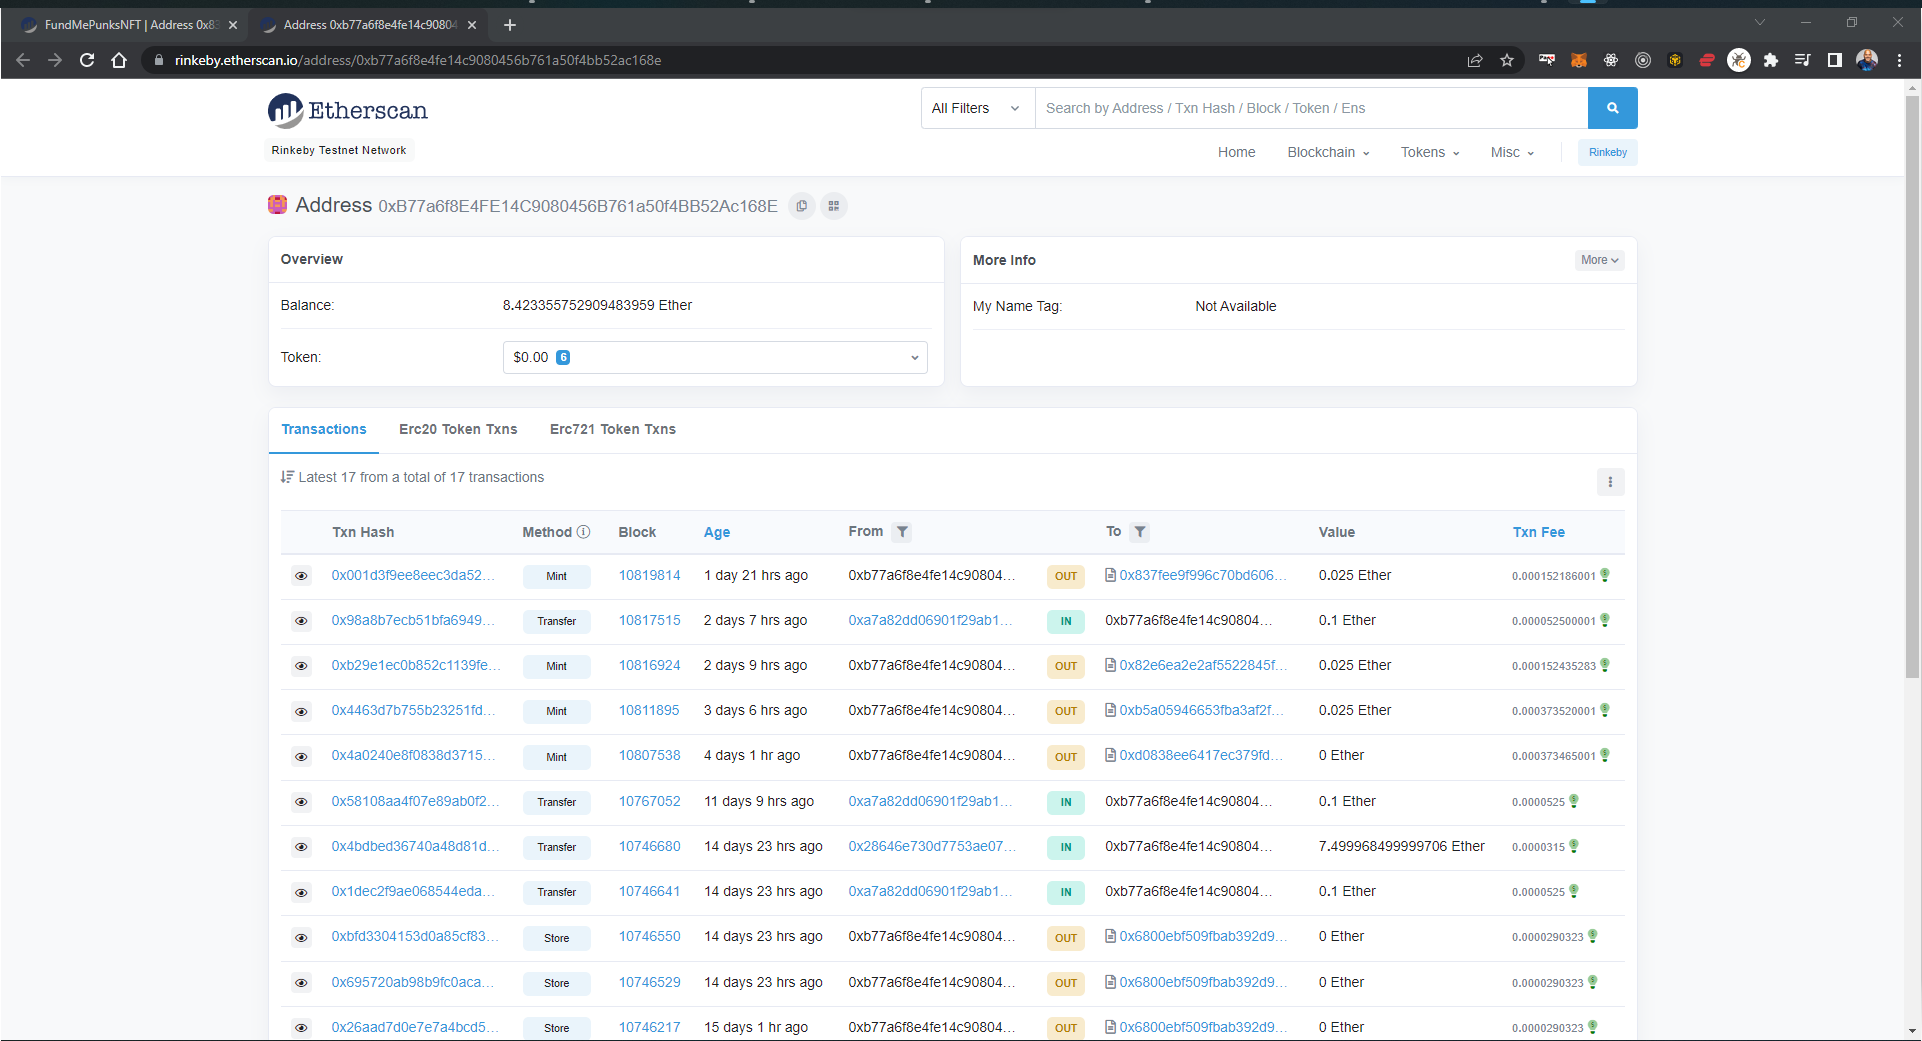 FundMePunksNFT | Address 0x83
Address 0xb77a6f8e4fe14c90804
rinkeby.etherscan.io/address/0xb77a6f8e4fe14c9080456b761a50f4bb52ac168e
Etherscan
All Filters
Search by Address / Txn Hash / Block / Token / Ens
Rinkeby Testnet Network
Home Blockchain Tokens Misc Rinkeby
Address 0xB77a6f8E4FE14C9080456B761a50f4BB52Ac168E
Overview
Balance: 8.423355752909483959 Ether
Token: $0.00 6
More Info More
My Name Tag: Not Available
Transactions Erc20 Token Txns Erc721 Token Txns
Latest 17 from a total of 17 transactions
Txn Hash Method Block Age From To Value Txn Fee
0x001d3f9ee8eec3da52... Mint 10819814 1 day 21 hrs ago 0xb77a6f8e4fe14c90804... OUT 0x837fee9f996c70bd606... 0.025 Ether 0.000152186001
0x98a8b7ecb51bfa6949... Transfer 10817515 2 days 7 hrs ago 0xa7a82dd06901f29ab1... IN 0xb77a6f8e4fe14c90804... 0.1 Ether 0.000052500001
0xb29e1ec0b852c1139fe... Mint 10816924 2 days 9 hrs ago 0xb77a6f8e4fe14c90804... OUT 0x82e6ea2e2af5522845f... 0.025 Ether 0.000152435283
0x4463d7b755b23251fd... Mint 10811895 3 days 6 hrs ago 0xb77a6f8e4fe14c90804... OUT 0xb5a05946653fba3af2f... 0.025 Ether 0.000373520001
0x4a0240e8f0838d3715... Mint 10807538 4 days 1 hr ago 0xb77a6f8e4fe14c90804... OUT 0xd0838ee6417ec379fd... 0 Ether 0.000373465001
0x58108aa4f07e89ab0f2... Transfer 10767052 11 days 9 hrs ago 0xa7a82dd06901f29ab1... IN 0xb77a6f8e4fe14c90804... 0.1 Ether 0.0000525
0x4bdbed36740a48d81d... Transfer 10746680 14 days 23 hrs ago 0x28646e730d7753ae07... IN 0xb77a6f8e4fe14c90804... 7.499968499999706 Ether 0.0000315
0x1dec2f9ae068544eda... Transfer 10746641 14 days 23 hrs ago 0xa7a82dd06901f29ab1... IN 0xb77a6f8e4fe14c90804... 0.1 Ether 0.0000525
0xbfd3304153d0a85cf83... Store 10746550 14 days 23 hrs ago 0xb77a6f8e4fe14c90804... OUT 0x6800ebf509fbab392d9... 0 Ether 0.0000290323
0x695720ab98b9fc0aca... Store 10746529 14 days 23 hrs ago 0xb77a6f8e4fe14c90804... OUT 0x6800ebf509fbab392d9... 0 Ether 0.0000290323
0x26aad7d0e7e7a4bcd5... Store 10746217 15 days 1 hr ago 0xb77a6f8e4fe14c90804... OUT 0x6800ebf509fbab392d9... 0 Ether 0.0000290323